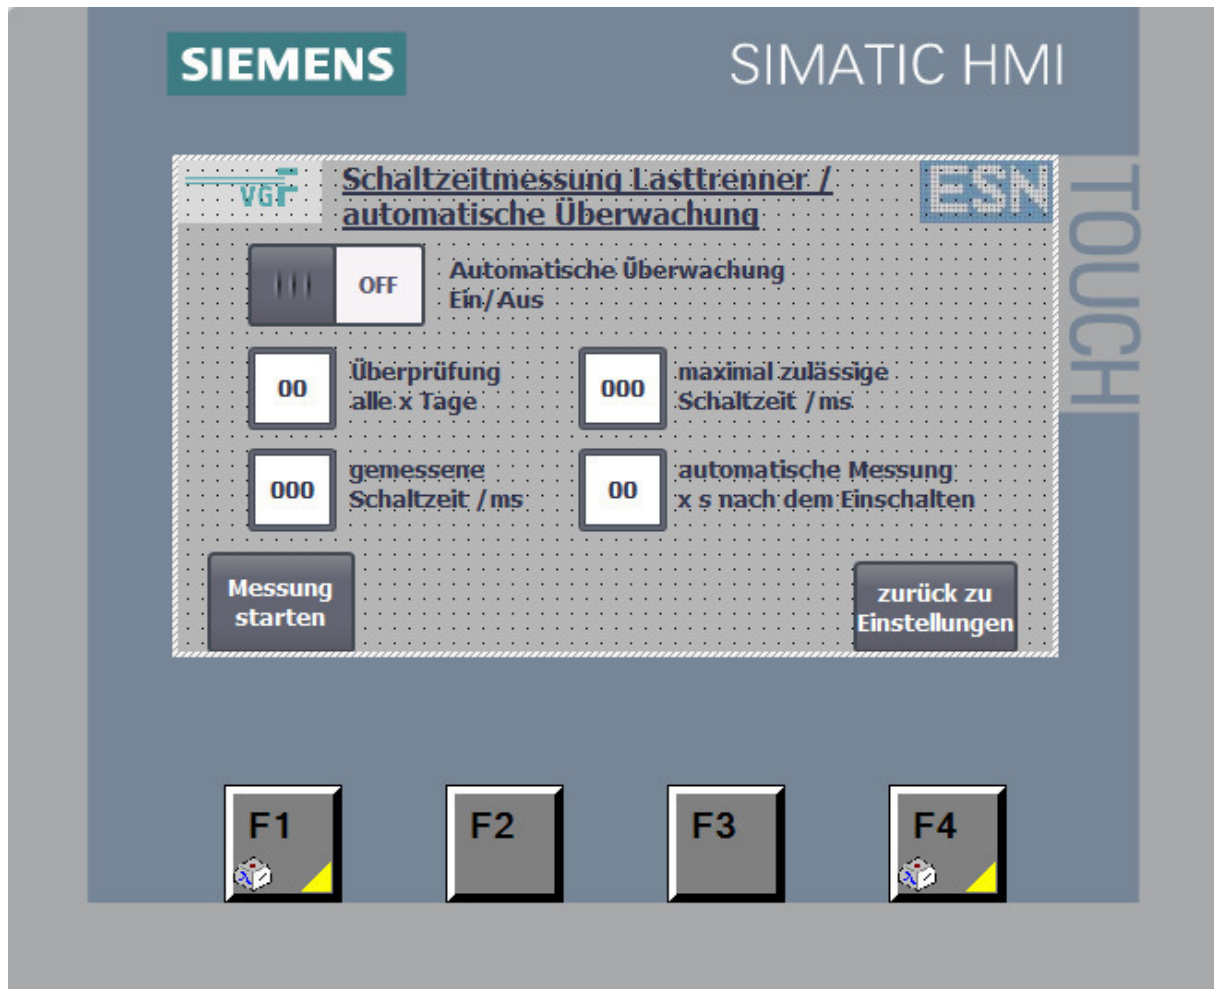 SIEMENS
SIMATIC HMI
TOUCH
VGF
Schaltzeitmessung Lasttrenner /
automatische Überwachung
ESN
OFF
Automatische Überwachung
Ein/Aus
00
Überprüfung
alle x Tage
000
maximal zulässige
Schaltzeit /ms
000
gemessene
Schaltzeit /ms
00
automatische Messung
x s nach dem Einschalten
Messung
starten
zurück zu
Einstellungen
F1
F2
F3
F4